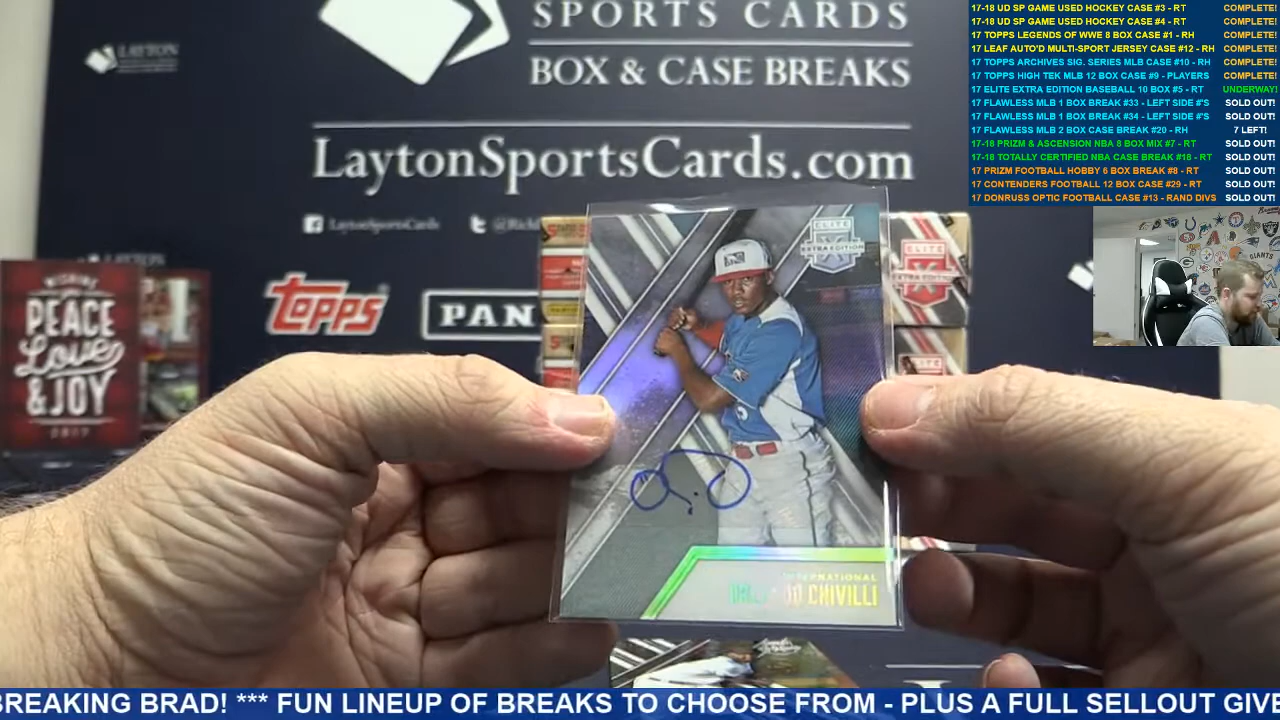 SPORTS CARDS
BOX & CASE BREAKS
LaytonSportsCards.com
LaytonSportsCards
LAYTON
TOPPS
PAN
PEACE
Love
& JOY
2017
ELITE
EXTRA EDITION
ELITE
EXTRA EDITION
INTERNATIONAL
CHIVILLI
17-18 UD SP GAME USED HOCKEY CASE #3 - RT COMPLETE!
17-18 UD SP GAME USED HOCKEY CASE #4 - RT COMPLETE!
17 TOPPS LEGENDS OF WWE 8 BOX CASE #1 - RH COMPLETE!
17 LEAF AUTO'D MULTI-SPORT JERSEY CASE #12 - RH COMPLETE!
17 TOPPS ARCHIVES SIG. SERIES MLB CASE #10 - RH COMPLETE!
17 TOPPS HIGH TEK MLB 12 BOX CASE #9 - PLAYERS COMPLETE!
17 ELITE EXTRA EDITION BASEBALL 10 BOX #5 - RT UNDERWAY!
17 FLAWLESS MLB 1 BOX BREAK #33 - LEFT SIDE #'S SOLD OUT!
17 FLAWLESS MLB 1 BOX BREAK #34 - LEFT SIDE #'S SOLD OUT!
17 FLAWLESS MLB 2 BOX CASE BREAK #20 - RH 7 LEFT!
17-18 PRIZM & ASCENSION NBA 8 BOX MIX #7 - RT SOLD OUT!
17-18 TOTALLY CERTIFIED NBA CASE BREAK #18 - RT SOLD OUT!
17 PRIZM FOOTBALL HOBBY 6 BOX BREAK #8 - RT SOLD OUT!
17 CONTENDERS FOOTBALL 12 BOX CASE #29 - RT SOLD OUT!
17 DONRUSS OPTIC FOOTBALL CASE #13 - RAND DIVS SOLD OUT!
BREAKING BRAD! *** FUN LINEUP OF BREAKS TO CHOOSE FROM - PLUS A FULL SELLOUT GIVE